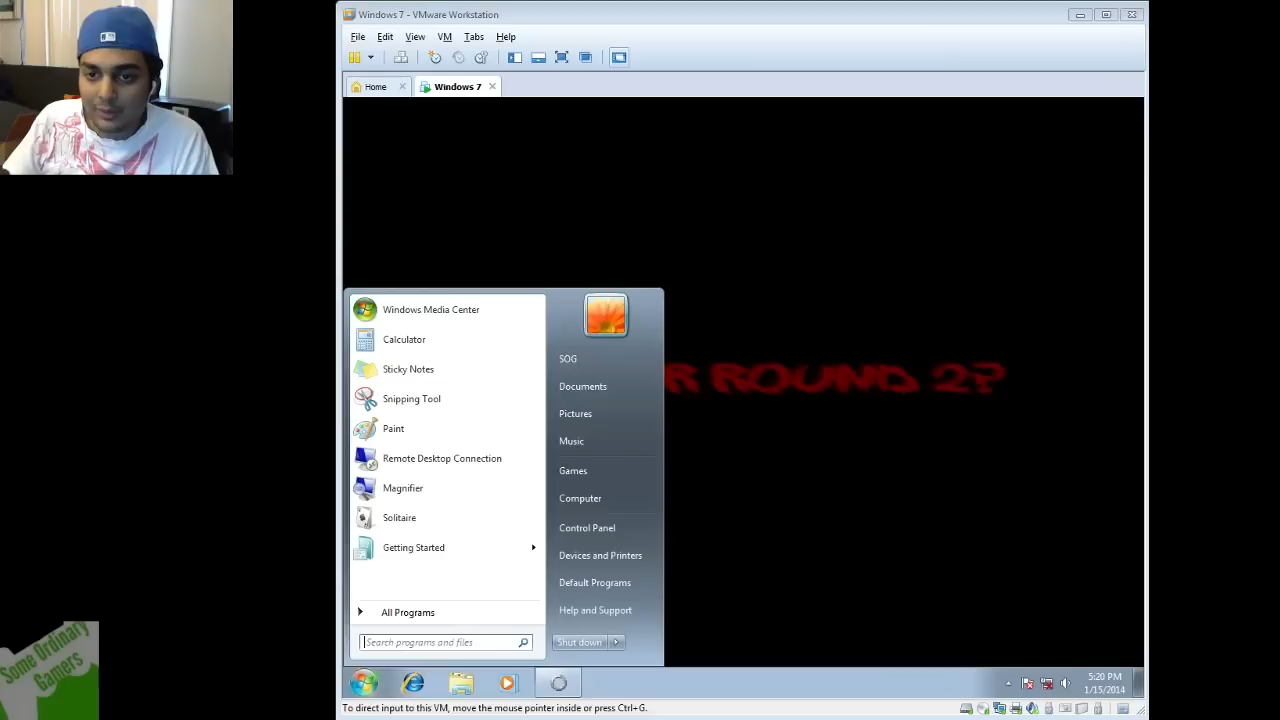 Windows 7 - VMware Workstation
File Edit View VM Tabs Help
Home Windows 7
Windows Media Center
Calculator
Sticky Notes
Snipping Tool
Paint
Remote Desktop Connection
Magnifier
Solitaire
Getting Started
All Programs
Search programs and files
SOG
Documents
Pictures
Music
Games
Computer
Control Panel
Devices and Printers
Default Programs
Help and Support
Shut down
R ROUND 2?
5:20 PM
1/15/2014
To direct input to this VM, move the mouse pointer inside or press Ctrl+G.
Some Ordinary
Gamers